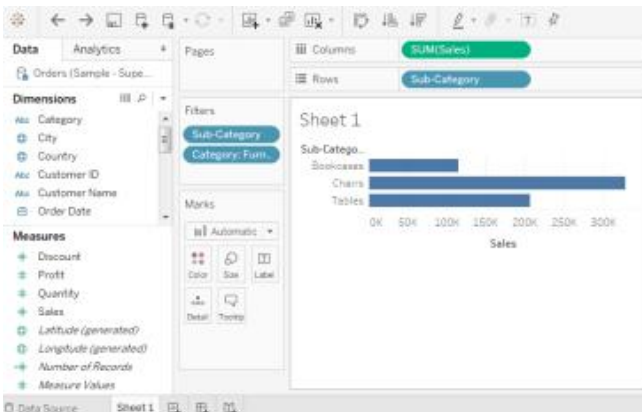 Data Analytics
Orders (Sample - Supe...
Dimensions
Abc Category
City
Country
Abc Customer ID
Abc Customer Name
Order Date
Measures
Discount
Profit
Quantity
Sales
Latitude (generated)
Longitude (generated)
Number of Records
Measure Values
Pages
Filters
Sub-Category
Category: Furn..
Marks
Automatic
Color Size Label
Detail Tooltip
Columns SUM(Sales)
Rows Sub-Category
Sheet 1
Sub-Catego...
Bookcases
Chairs
Tables
0K 50K 100K 150K 200K 250K 300K
Sales
Data Source Sheet 1